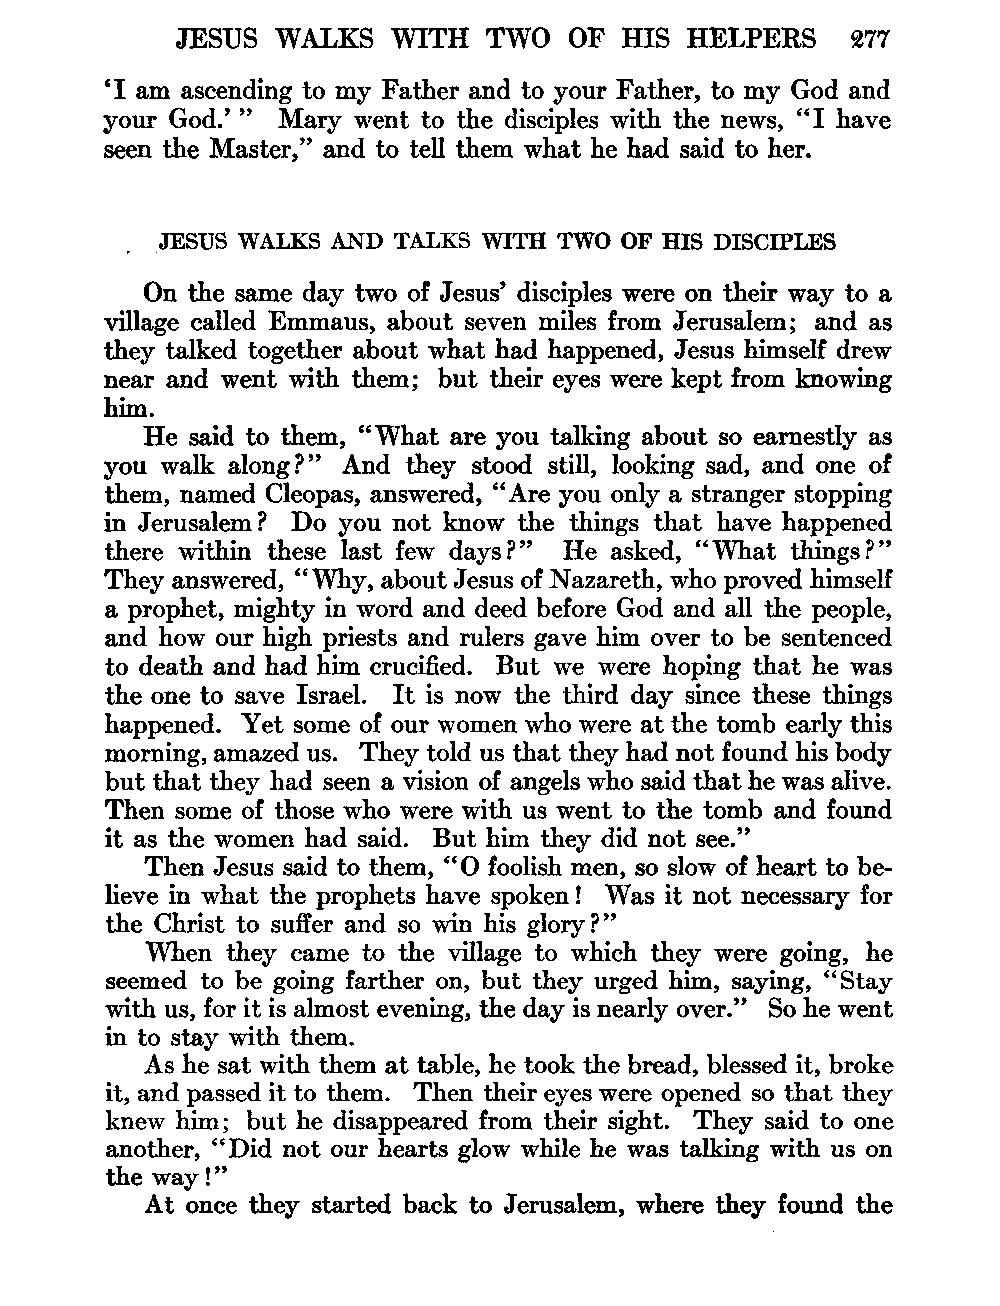 JESUS WALKS WITH TWO OF HIS HELPERS 277
‘I am ascending to my Father and to your Father, to my God and
your God.’ ” Mary went to the disciples with the news, “I have
seen the Master,” and to tell them what he had said to her.
JESUS WALKS AND TALKS WITH TWO OF HIS DISCIPLES
On the same day two of Jesus’ disciples were on their way to a
village called Emmaus, about seven miles from Jerusalem; and as
they talked together about what had happened, Jesus himself drew
near and went with them; but their eyes were kept from knowing
him.
He said to them, “What are you talking about so earnestly as
you walk along?” And they stood still, looking sad, and one of
them, named Cleopas, answered, “Are you only a stranger stopping
in Jerusalem? Do you not know the things that have happened
there within these last few days?” He asked, “What things?”
They answered, “Why, about Jesus of Nazareth, who proved himself
a prophet, mighty in word and deed before God and all the people,
and how our high priests and rulers gave him over to be sentenced
to death and had him crucified. But we were hoping that he was
the one to save Israel. It is now the third day since these things
happened. Yet some of our women who were at the tomb early this
morning, amazed us. They told us that they had not found his body
but that they had seen a vision of angels who said that he was alive.
Then some of those who were with us went to the tomb and found
it as the women had said. But him they did not see.”
Then Jesus said to them, “O foolish men, so slow of heart to be-
lieve in what the prophets have spoken! Was it not necessary for
the Christ to suffer and so win his glory?”
When they came to the village to which they were going, he
seemed to be going farther on, but they urged him, saying, “Stay
with us, for it is almost evening, the day is nearly over.” So he went
in to stay with them.
As he sat with them at table, he took the bread, blessed it, broke
it, and passed it to them. Then their eyes were opened so that they
knew him; but he disappeared from their sight. They said to one
another, “Did not our hearts glow while he was talking with us on
the way!”
At once they started back to Jerusalem, where they found the